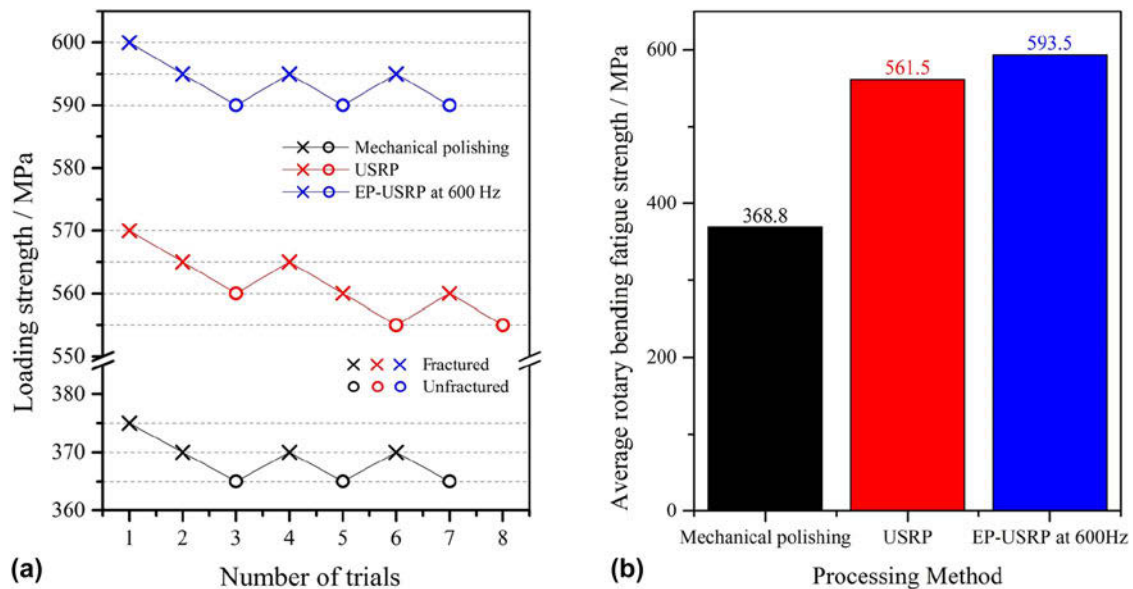 Loading strength / MPa
600
590
580
570
560
550
380
370
360
Mechanical polishing
USRP
EP-USRP at 600 Hz
Fractured
Unfractured
1 2 3 4 5 6 7 8
Number of trials
(a)
Average rotary bending fatigue strength / MPa
600
400
200
0
368.8
561.5
593.5
Mechanical polishing USRP EP-USRP at 600Hz
Processing Method
(b)